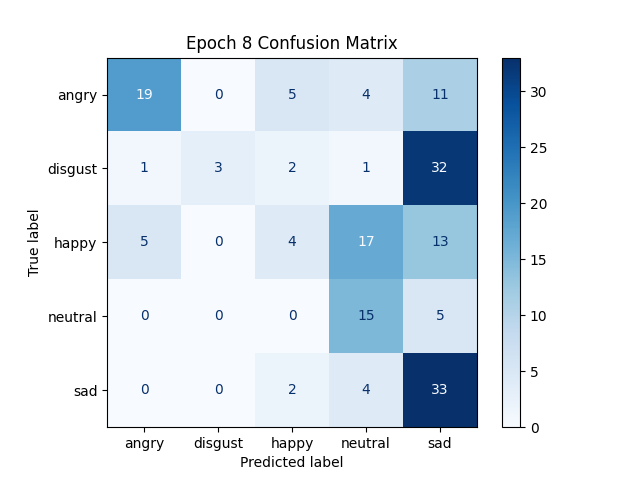 Epoch 8 Confusion Matrix
angry 19 0 5 4 11
disgust 1 3 2 1 32
happy 5 0 4 17 13
neutral 0 0 0 15 5
sad 0 0 2 4 33
angry disgust happy neutral sad
Predicted label
True label
30
25
20
15
10
5
0